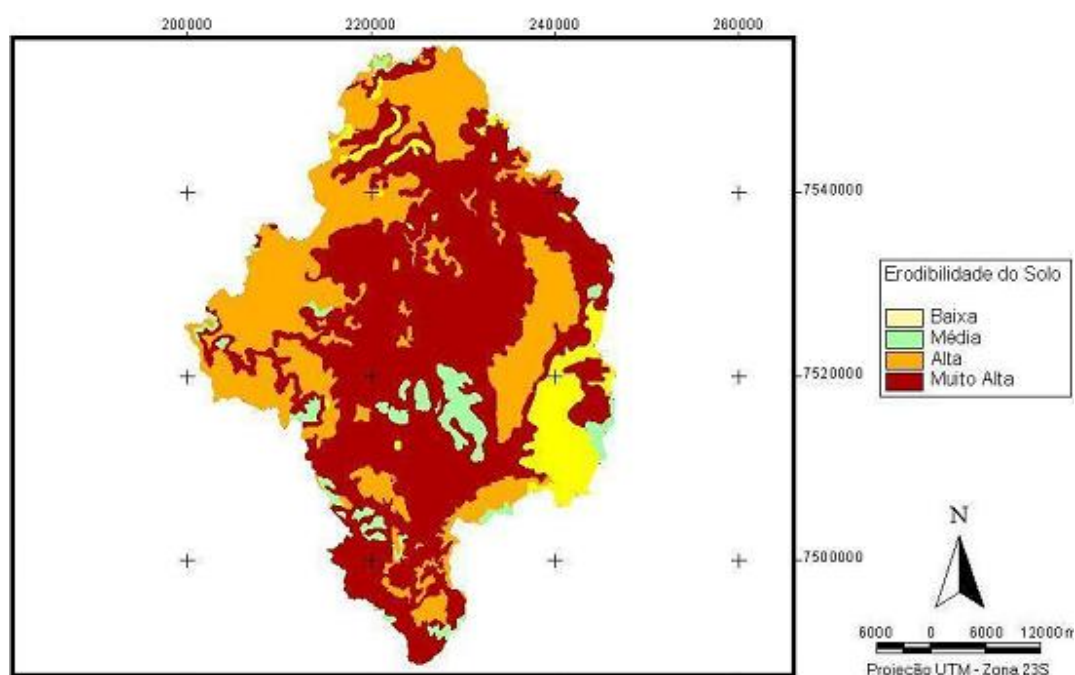 200000 220000 240000 260000
7540000
Erodibilidade do Solo
Baixa
Média
Alta
Muito Alta
7520000
N
7500000
6000 0 6000 12000 m
Projeção UTM - Zona 23S